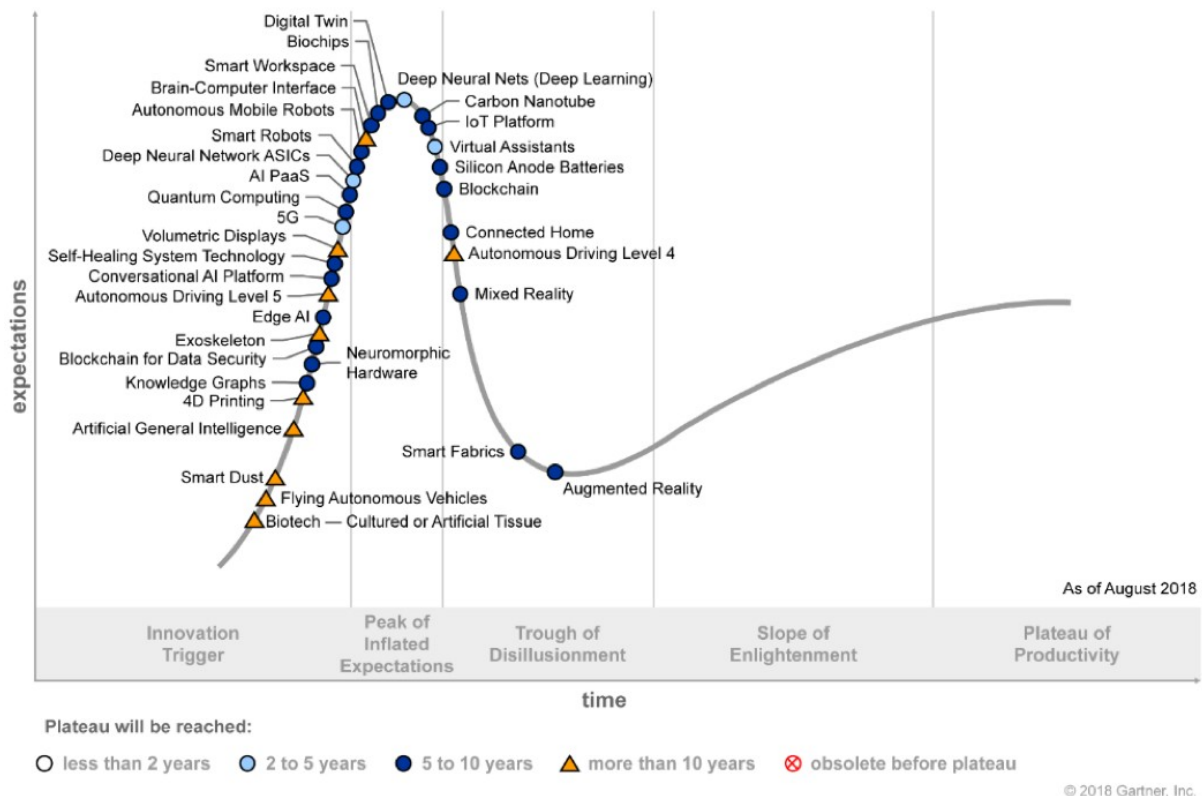 Digital Twin
Biochips
Smart Workspace
Brain-Computer Interface
Autonomous Mobile Robots
Smart Robots
Deep Neural Network ASICs
AI PaaS
Quantum Computing
5G
Volumetric Displays
Self-Healing System Technology
Conversational AI Platform
Autonomous Driving Level 5
Edge AI
Exoskeleton
Blockchain for Data Security
Neuromorphic
Hardware
Knowledge Graphs
4D Printing
Artificial General Intelligence
Smart Dust
Flying Autonomous Vehicles
Biotech — Cultured or Artificial Tissue
Deep Neural Nets (Deep Learning)
Carbon Nanotube
IoT Platform
Virtual Assistants
Silicon Anode Batteries
Blockchain
Connected Home
Autonomous Driving Level 4
Mixed Reality
Smart Fabrics
Augmented Reality
expectations
As of August 2018
Innovation
Trigger
Peak of
Inflated
Expectations
Trough of
Disillusionment
Slope of
Enlightenment
Plateau of
Productivity
time
Plateau will be reached:
less than 2 years
2 to 5 years
5 to 10 years
more than 10 years
obsolete before plateau
© 2018 Gartner, Inc.